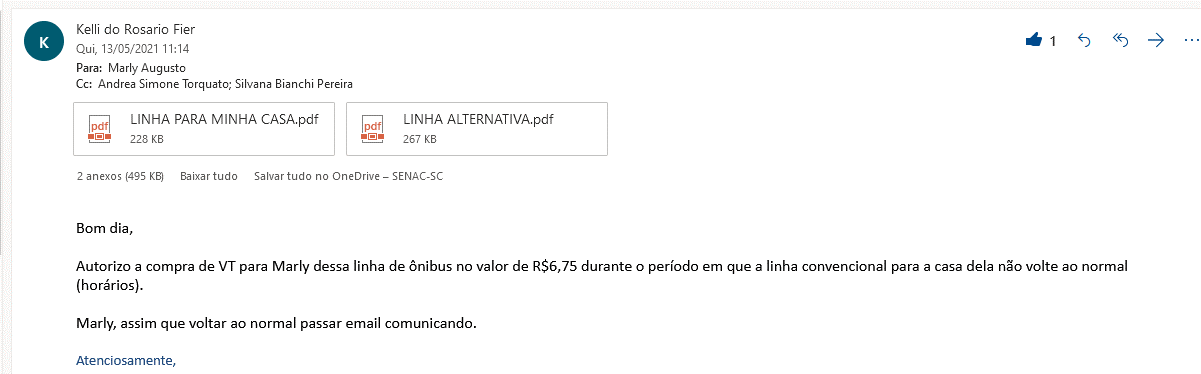 Kelli do Rosario Fier
K
Qui, 13/05/2021 11:14
1
Para: Marly Augusto
Cc: Andrea Simone Torquato; Silvana Bianchi Pereira
pdf
LINHA PARA MINHA CASA.pdf
228 KB
pdf
LINHA ALTERNATIVA.pdf
267 KB
2 anexos (495 KB) Baixar tudo Salvar tudo no OneDrive – SENAC-SC
Bom dia,
Autorizo a compra de VT para Marly dessa linha de ônibus no valor de R$6,75 durante o período em que a linha convencional para a casa dela não volte ao normal
(horários).
Marly, assim que voltar ao normal passar email comunicando.
Atenciosamente,